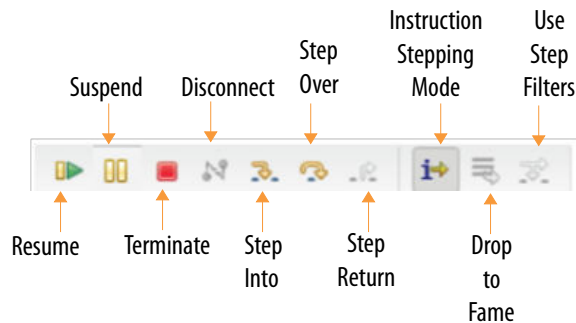 Suspend
Disconnect
Step
Over
Instruction
Stepping
Mode
Use
Step
Filters
i
Resume
Terminate
Step
Into
Step
Return
Drop
to
Fame